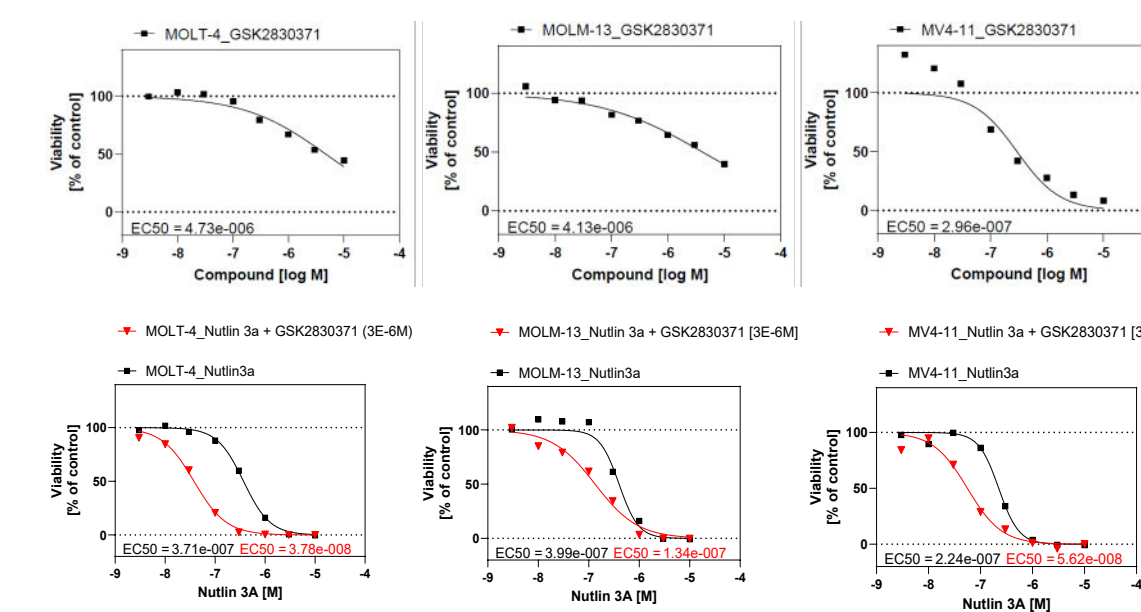 MOLT-4_GSK2830371
100
50
0
Viability
[% of control]
EC50 = 4.73e-006
-9 -8 -7 -6 -5 -4
Compound [log M]
MOLM-13_GSK2830371
100
50
0
Viability
[% of control]
EC50 = 4.13e-006
-9 -8 -7 -6 -5 -4
Compound [log M]
MV4-11_GSK2830371
100
50
0
Viability
[% of control]
EC50 = 2.96e-007
-9 -8 -7 -6 -5
Compound [log M]
MOLT-4_Nutlin 3a + GSK2830371 (3E-6M)
MOLT-4_Nutlin3a
100
50
0
Viability
[% of control]
EC50 = 3.71e-007 EC50 = 3.78e-008
-9 -8 -7 -6 -5 -4
Nutlin 3A [M]
MOLM-13_Nutlin 3a + GSK2830371 [3E-6M]
MOLM-13_Nutlin3a
100
50
0
Viability
[% of control]
EC50 = 3.99e-007 EC50 = 1.34e-007
-9 -8 -7 -6 -5 -4
Nutlin 3A [M]
MV4-11_Nutlin 3a + GSK2830371 [3
MV4-11_Nutlin3a
100
50
0
Viability
[% of control]
EC50 = 2.24e-007 EC50 = 5.62e-008
-9 -8 -7 -6 -5 -4
Nutlin 3A [M]